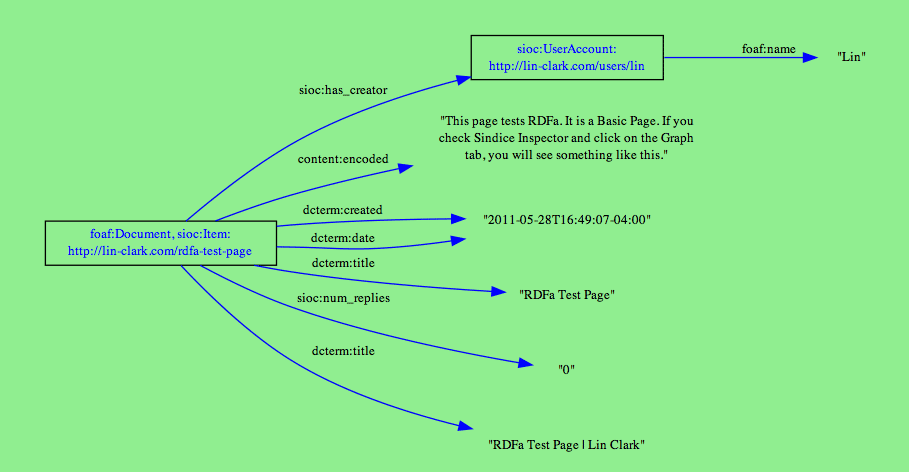 sioc:UserAccount:
http://lin-clark.com/users/lin
foaf:name
"Lin"
sioc:has_creator
"This page tests RDFa. It is a Basic Page. If you
check Sindice Inspector and click on the Graph
tab, you will see something like this."
content:encoded
dcterm:created
"2011-05-28T16:49:07-04:00"
foaf:Document, sioc:Item:
http://lin-clark.com/rdfa-test-page
dcterm:date
dcterm:title
"RDFa Test Page"
sioc:num_replies
"0"
dcterm:title
"RDFa Test Page | Lin Clark"